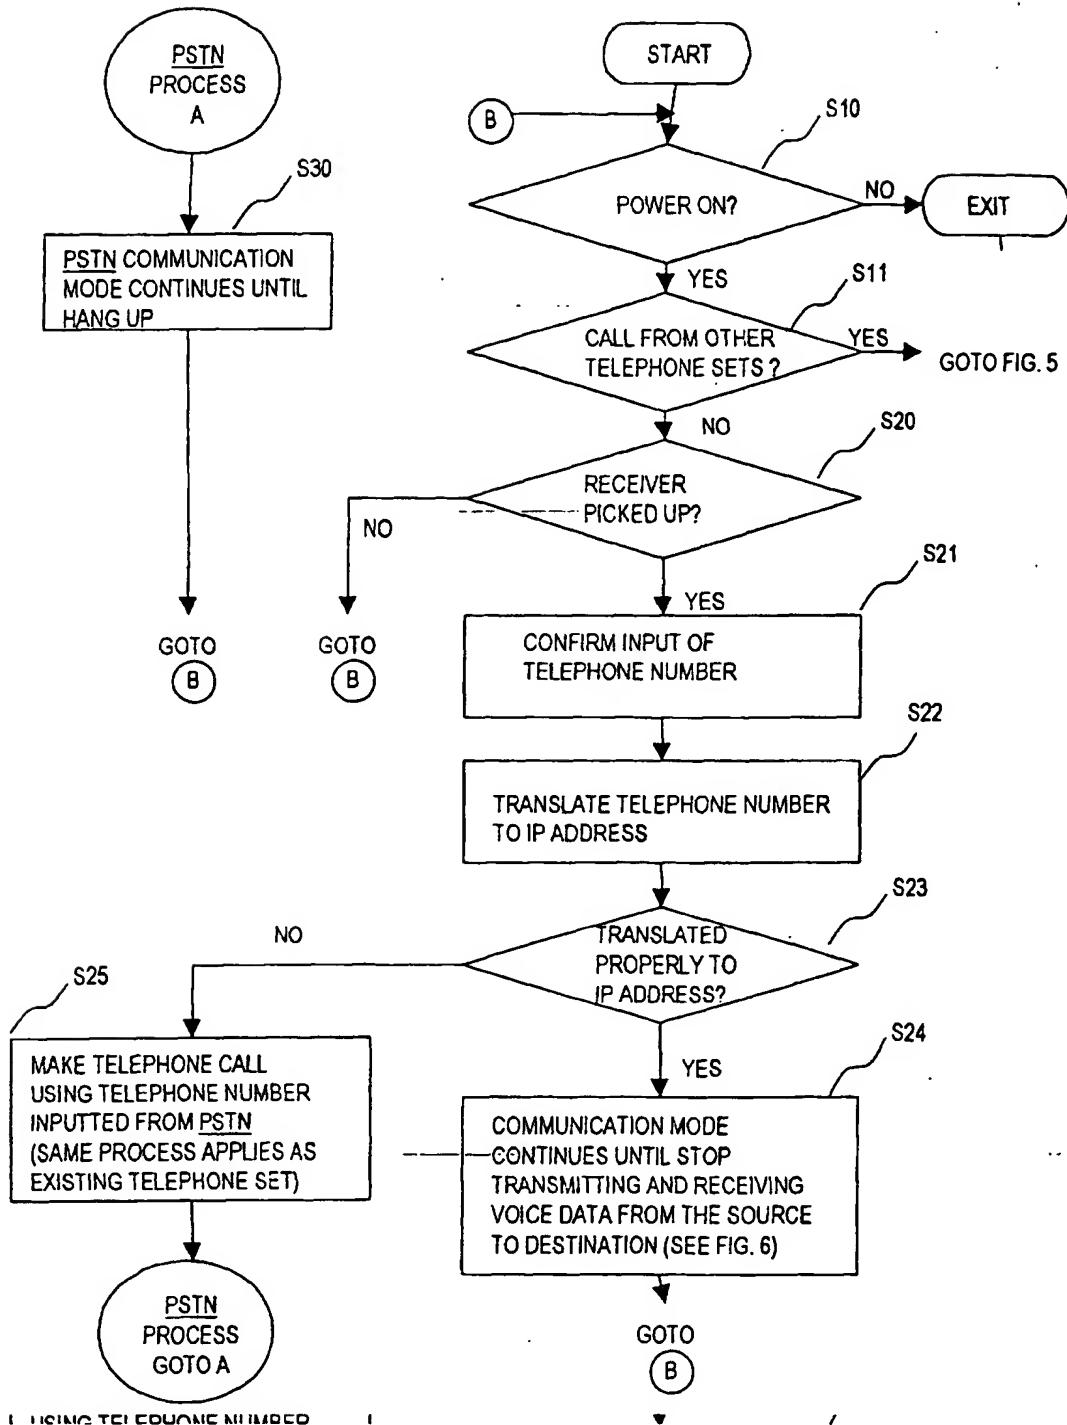 PSTN
PROCESS
A
S30
PSTN COMMUNICATION
MODE CONTINUES UNTIL
HANG UP
GOTO
B
START
B
S10
POWER ON?
NO
EXIT
YES
S11
CALL FROM OTHER
TELEPHONE SETS ?
YES
GOTO FIG. 5
NO
S20
RECEIVER
PICKED UP?
NO
GOTO
B
YES
S21
CONFIRM INPUT OF
TELEPHONE NUMBER
S22
TRANSLATE TELEPHONE NUMBER
TO IP ADDRESS
S23
TRANSLATED
PROPERLY TO
IP ADDRESS?
NO
S25
MAKE TELEPHONE CALL
USING TELEPHONE NUMBER
INPUTTED FROM PSTN
(SAME PROCESS APPLIES AS
EXISTING TELEPHONE SET)
PSTN
PROCESS
GOTO A
YES
S24
COMMUNICATION MODE
CONTINUES UNTIL STOP
TRANSMITTING AND RECEIVING
VOICE DATA FROM THE SOURCE
TO DESTINATION (SEE FIG. 6)
GOTO
B
USING TELEPHONE NUMBER